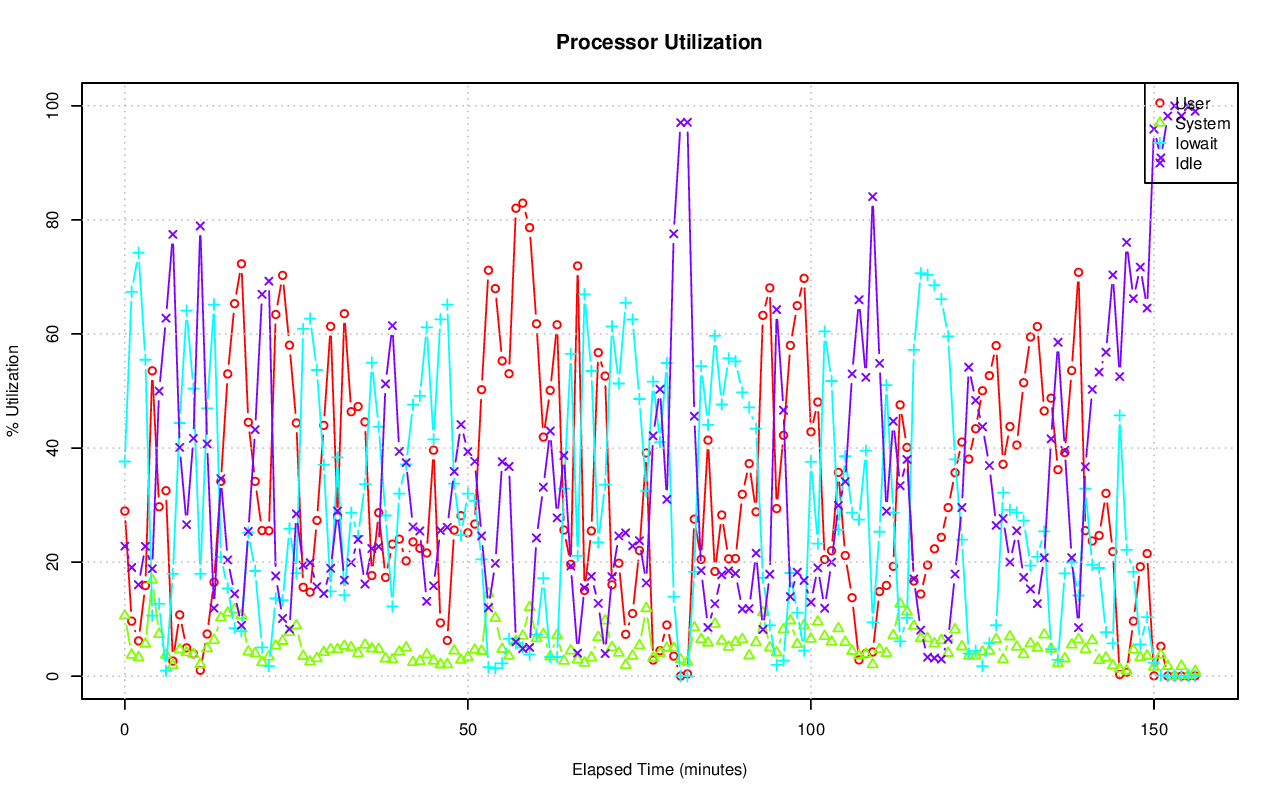 Processor Utilization
100
80
60
40
20
0
% Utilization
User
System
Iowait
Idle
0
50
100
150
Elapsed Time (minutes)